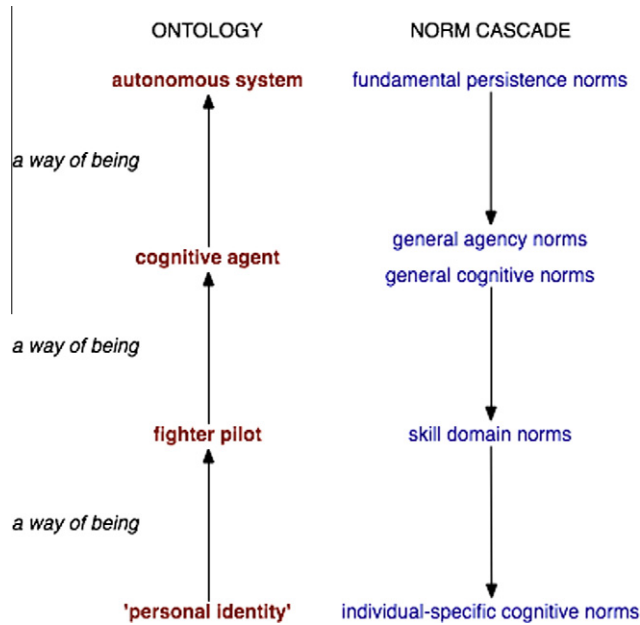 ONTOLOGY NORM CASCADE
autonomous system fundamental persistence norms
a way of being
general agency norms
cognitive agent
general cognitive norms
a way of being
fighter pilot skill domain norms
a way of being
'personal identity' individual-specific cognitive norms